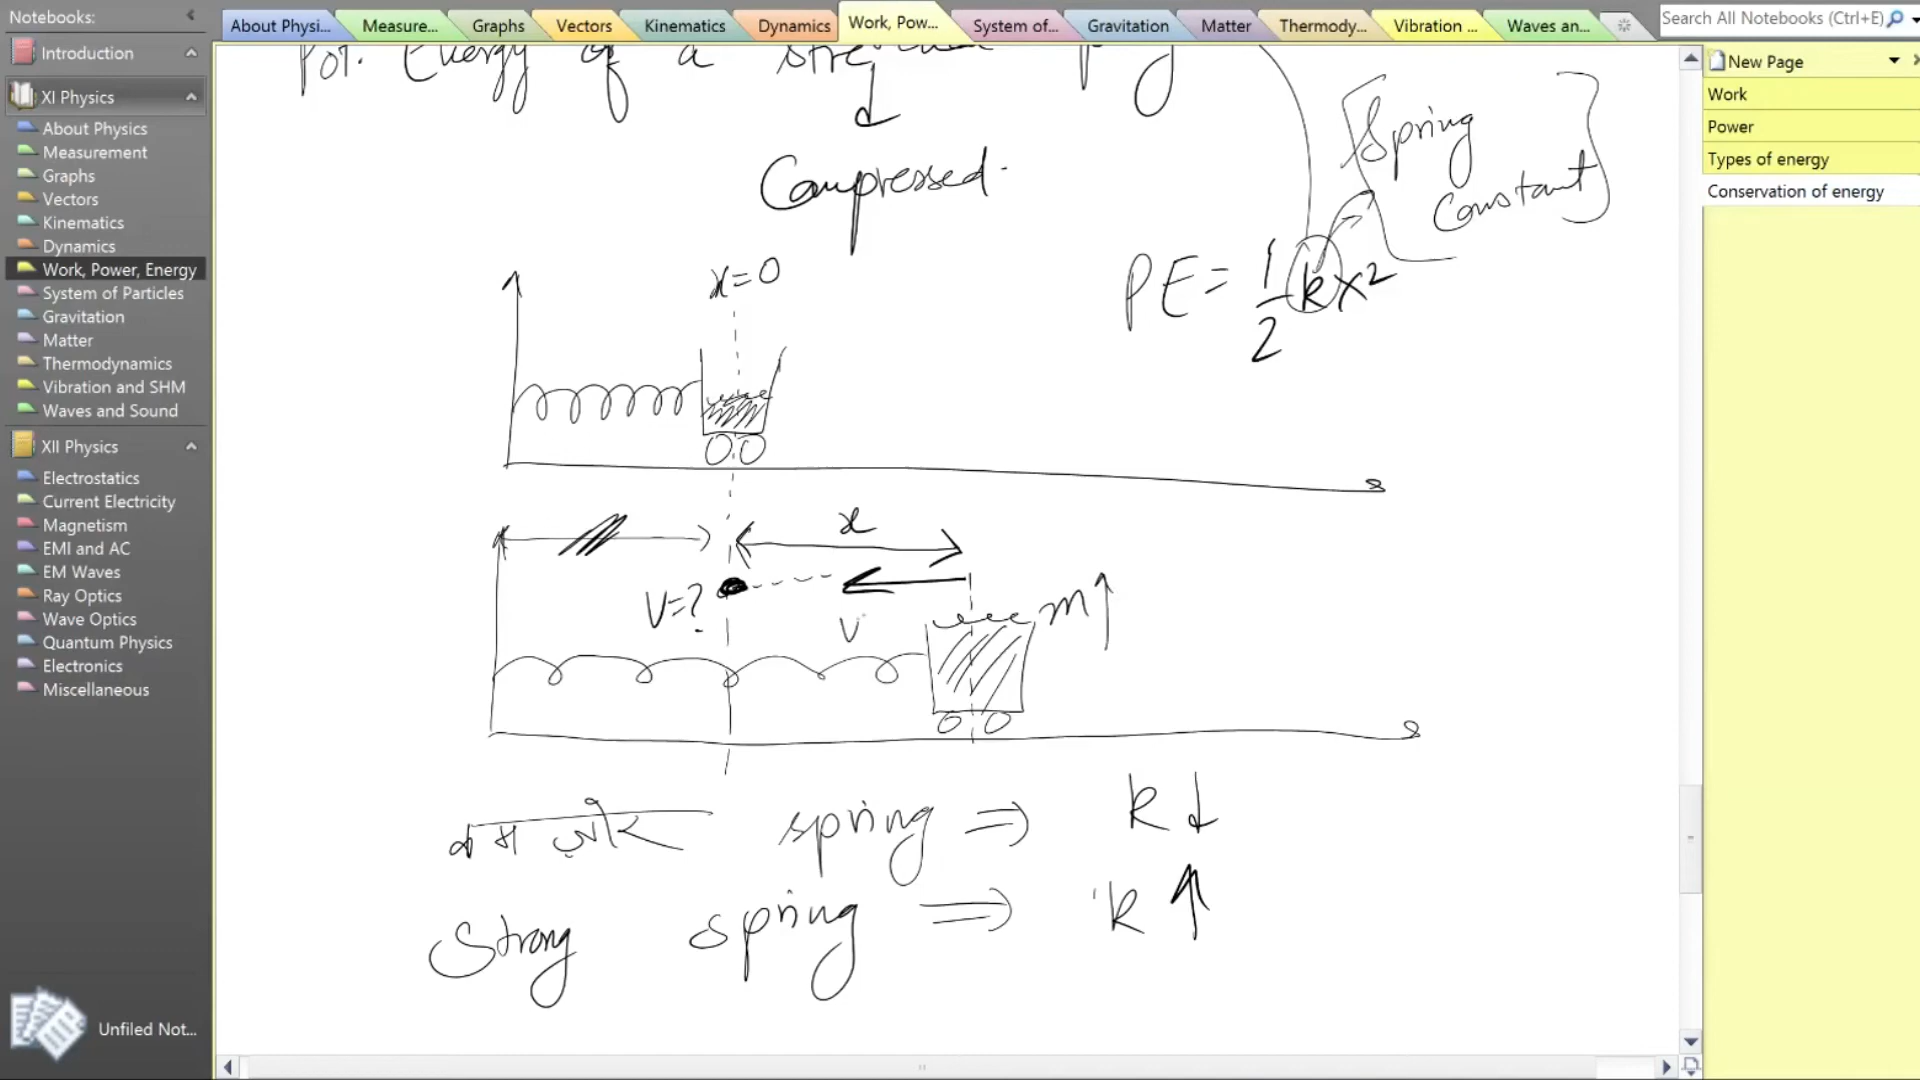 Notebooks:
Introduction
XI Physics
About Physics
Measurement
Graphs
Vectors
Kinematics
Dynamics
Work, Power, Energy
System of Particles
Gravitation
Matter
Thermodynamics
Vibration and SHM
Waves and Sound
XII Physics
Electrostatics
Current Electricity
Magnetism
EMI and AC
EM Waves
Ray Optics
Wave Optics
Quantum Physics
Electronics
Miscellaneous
Unfiled Not...
About Physi... Measure... Graphs Vectors Kinematics Dynamics Work, Pow... System of... Gravitation Matter Thermody... Vibration ... Waves an...
Search All Notebooks (Ctrl+E)
New Page
Work
Power
Types of energy
Conservation of energy
Pot. Energy of a
Compressed.
[Spring
Constant]
PE = 1/2 kx²
x=0
x
V=?
V
m↑
कमज़ोर spring ⇒ k↓
Strong spring ⇒ k↑